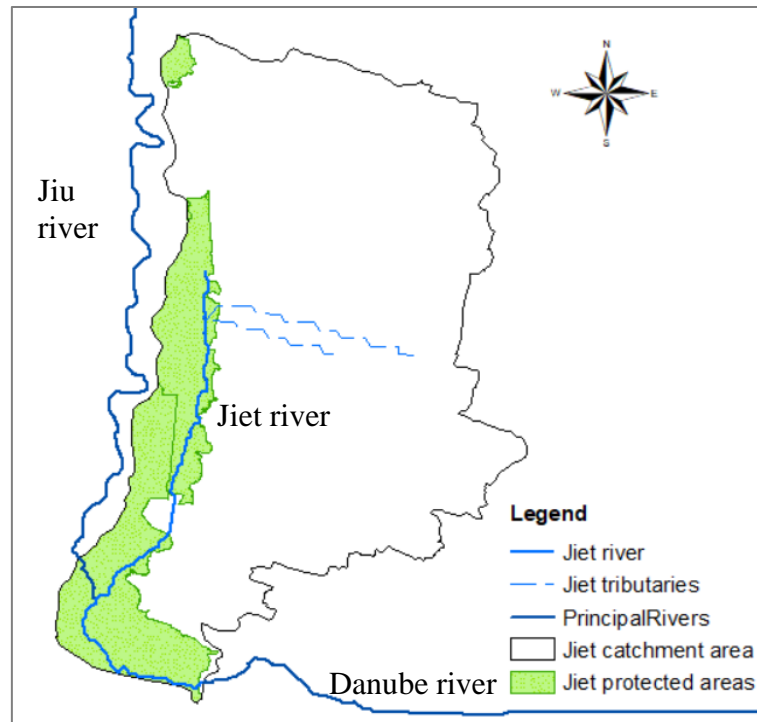 N
W E
S
Jiu
river
Jiet river
Legend
Jiet river
Jiet tributaries
PrincipalRivers
Jiet catchment area
Jiet protected areas
Danube river